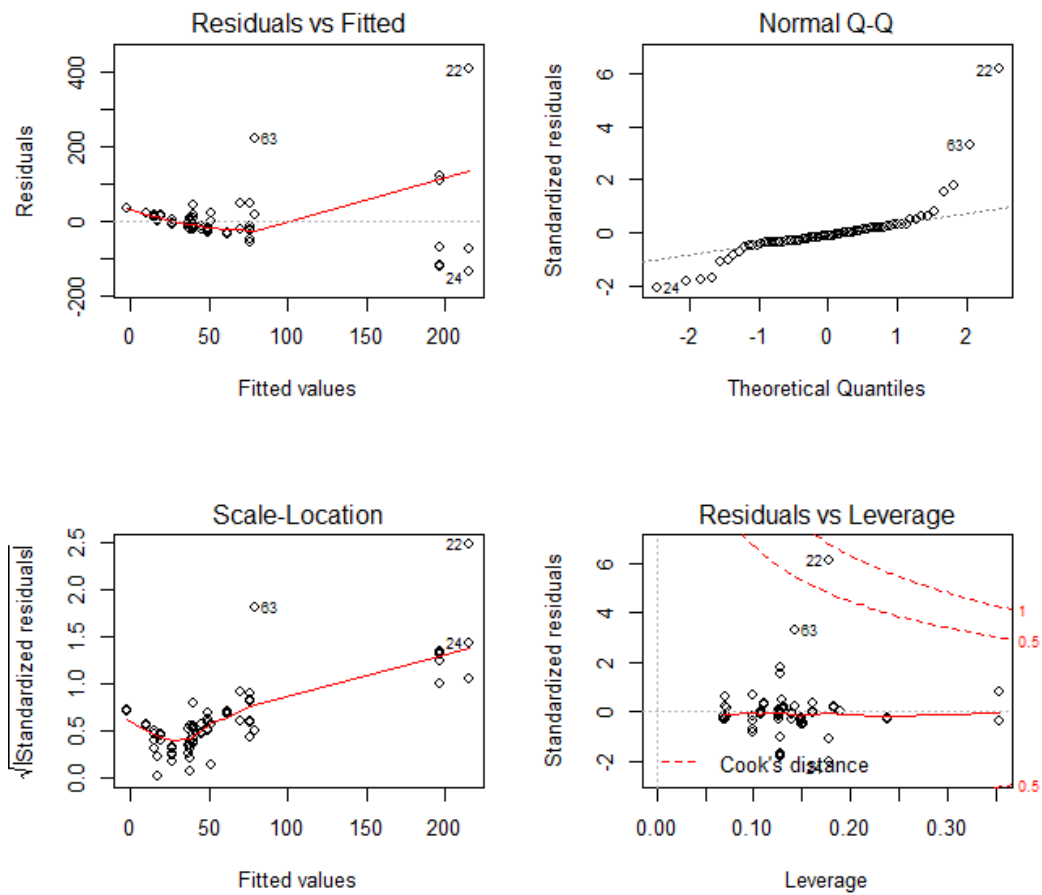 Residuals vs Fitted
Residuals
-200 0 200 400
22
63
24
0 50 100 150 200
Fitted values
Normal Q-Q
Standardized residuals
-2 0 2 4 6
22
63
24
-2 -1 0 1 2
Theoretical Quantiles
Scale-Location
√|Standardized residuals|
0.0 0.5 1.0 1.5 2.0 2.5
22
63
24
0 50 100 150 200
Fitted values
Residuals vs Leverage
Standardized residuals
-2 0 2 4 6
22
63
24
1
0.5
0.5
Cook's distance
0.00 0.10 0.20 0.30
Leverage